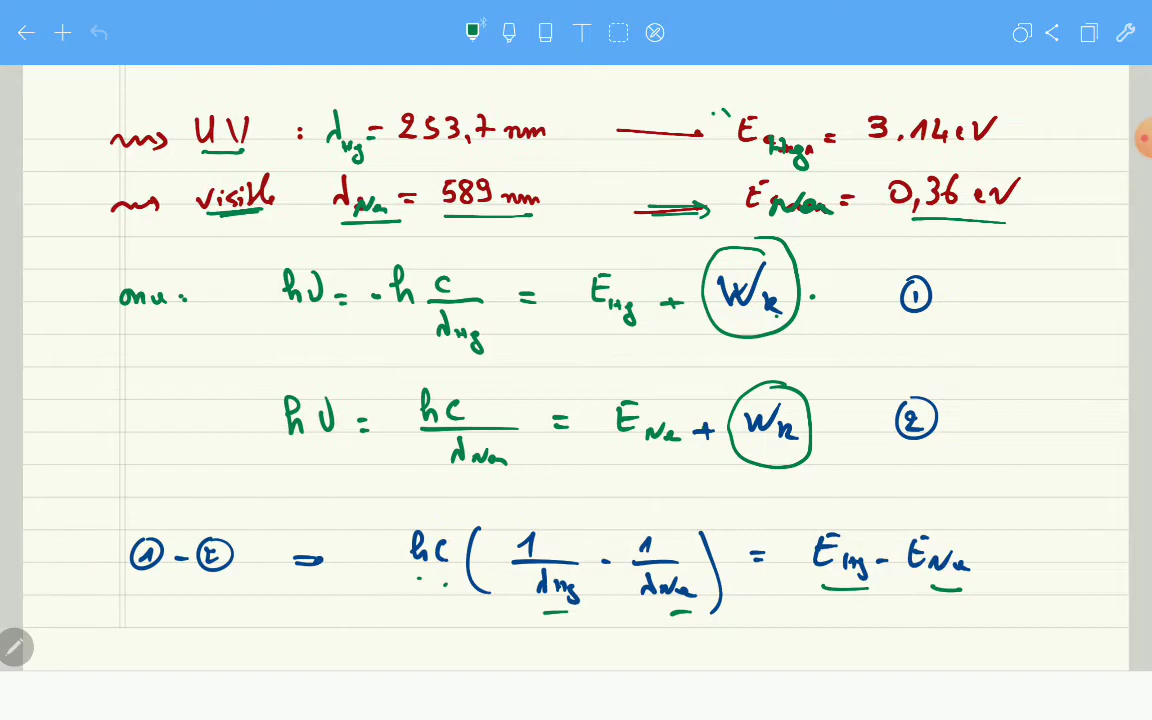 UV : λHg = 253,7 nm → EHg = 3.14 eV
visible λNa = 589 nm ⟹ ENa = 0,36 eV
on a : hν = h c/λHg = EHg + WK. ①
hν = hc/λNa = ENa + WK ②
① - ② ⇒ hc ( 1/λHg - 1/λNa ) = EHg - ENa